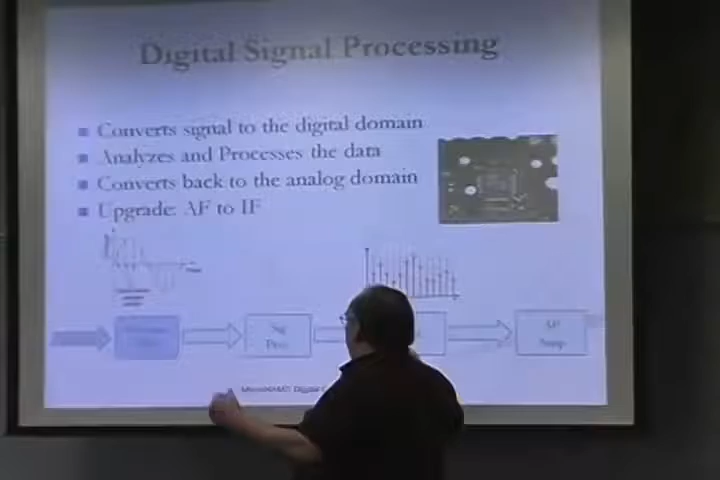 Digital Signal Processing
Converts signal to the digital domain
Analyzes and Processes the data
Converts back to the analog domain
Upgrade: AF to IF
Digital